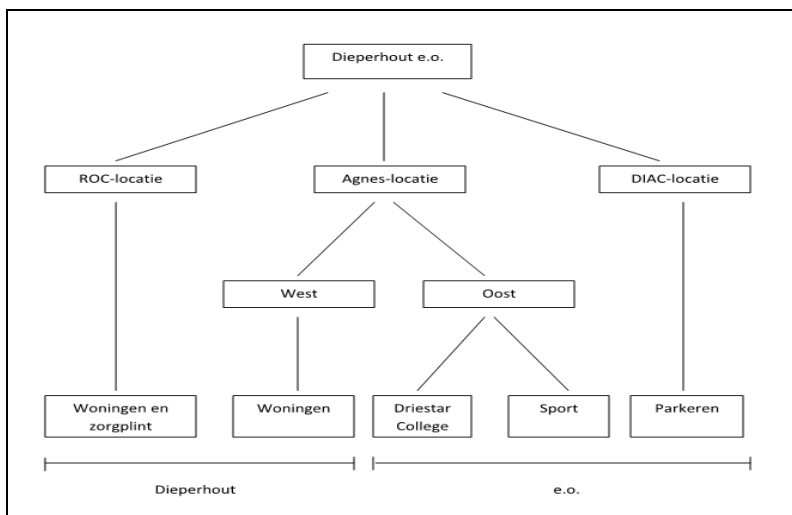 Dieperhout e.o.
ROC-locatie
Agnes-locatie
DIAC-locatie
West
Oost
Woningen en
zorgplint
Woningen
Driestar
College
Sport
Parkeren
Dieperhout
e.o.